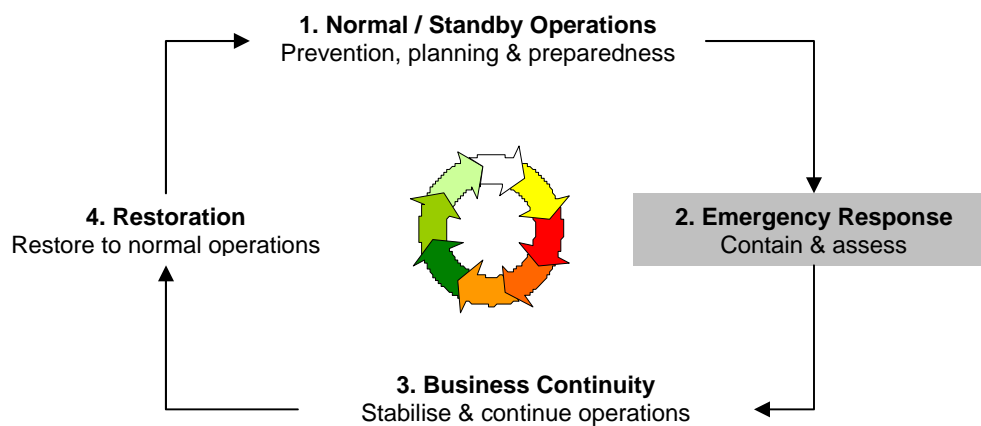 1. Normal / Standby Operations
Prevention, planning & preparedness
2. Emergency Response
Contain & assess
3. Business Continuity
Stabilise & continue operations
4. Restoration
Restore to normal operations